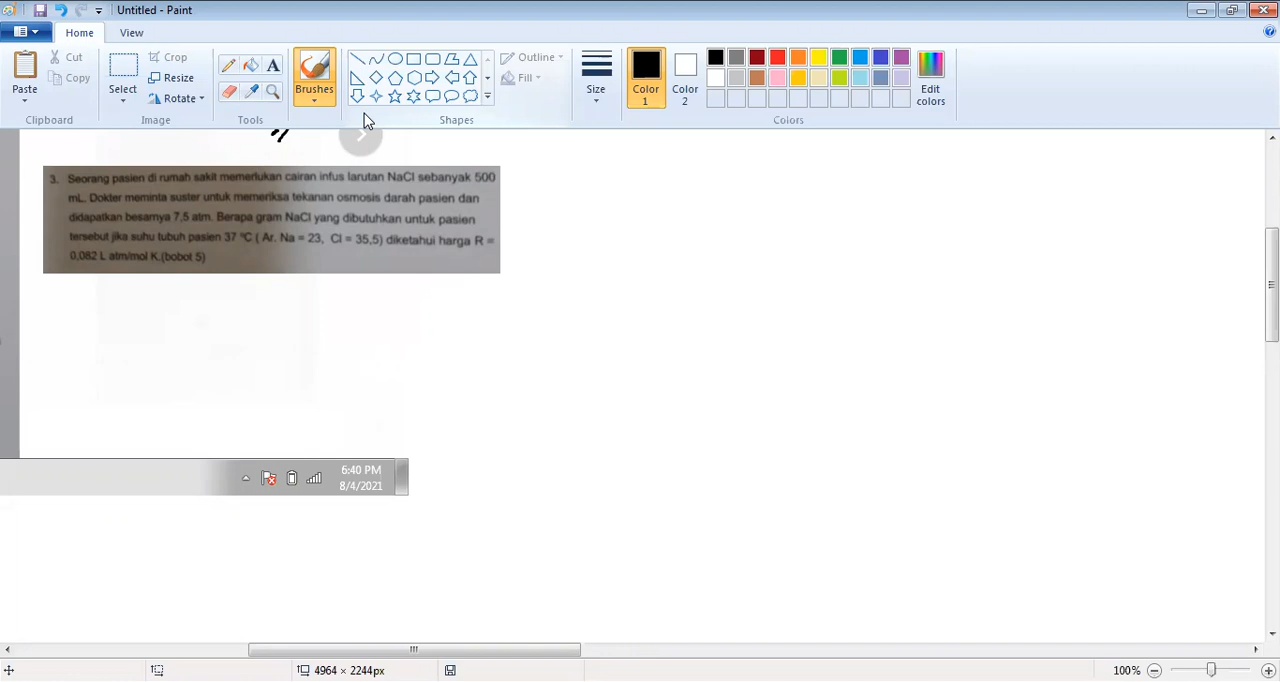 Untitled - Paint
Home View
Paste
Cut
Copy
Clipboard
Select
Crop
Resize
Rotate
Image
A
Tools
Brushes
Outline
Fill
Shapes
Size
Color 1
Color 2
Edit colors
Colors
3. Seorang pasien di rumah sakit memerlukan cairan infus larutan NaCl sebanyak 500
mL. Dokter meminta suster untuk memeriksa tekanan osmosis darah pasien dan
didapatkan besarnya 7,5 atm. Berapa gram NaCl yang dibutuhkan untuk pasien
tersebut jika suhu tubuh pasien 37 °C ( Ar. Na = 23, Cl = 35,5) diketahui harga R =
0,082 L atm/mol K.(bobot 5)
6:40 PM
8/4/2021
4964 × 2244px
100%